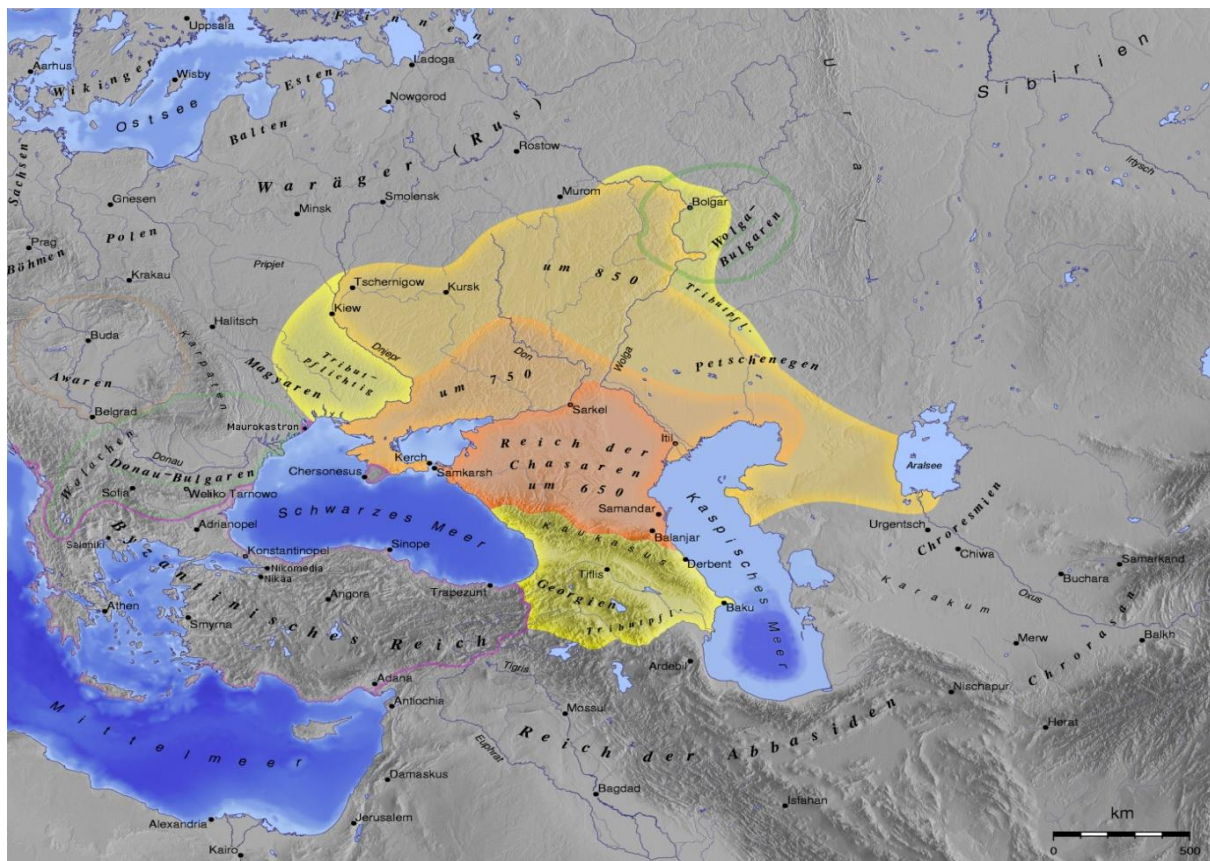 Uppsala
Finnen
Aarhus
Wikinger
Wisby
Ostsee
Esten
Ladoga
Nowgorod
Balten
Ural
Sibirien
Irtysch
Sachsen
Waräger (Rus)
Rostow
Gnesen
Minsk
Smolensk
Murom
Bolgar
Wolga-
Bulgaren
Prag
Böhmen
Polen
Krakau
Pripjet
Tschernigow
Kursk
um 850
Tributpfl.
Kiew
Halitsch
Buda
Awaren
Karpaten
Magyaren
Tribut-
pflichtig
Dnjepr
um 750
Don
Wolga
Petschenegen
Belgrad
Maurokastron
Sarkel
Itil
Aralsee
Walachen
Donau
Donau-Bulgaren
Sofia
Weliko Tarnowo
Chersonesus
Kerch
Samkarsh
Reich der
Chasaren
um 650
Samandar
Balanjar
Kaspisches Meer
Urgentsch
Choresmien
Chiwa
Samarkand
Buchara
Adrianopel
Schwarzes Meer
Kaukasus
Derbent
Saloniki
Konstantinopel
Nikomedia
Nikäa
Sinope
Tiflis
Georgien
Tributpfl.
Baku
Karakum
Oxus
Byzantinisches Reich
Athen
Smyrna
Angora
Trapezunt
Merw
Balkh
Chrorasan
Ardebil
Tigris
Adana
Antiochia
Mossul
Nischapur
Herat
Mittelmeer
Euphrat
Reich der Abbasiden
Damaskus
Bagdad
Isfahan
Alexandria
Jerusalem
Kairo
km
0
500